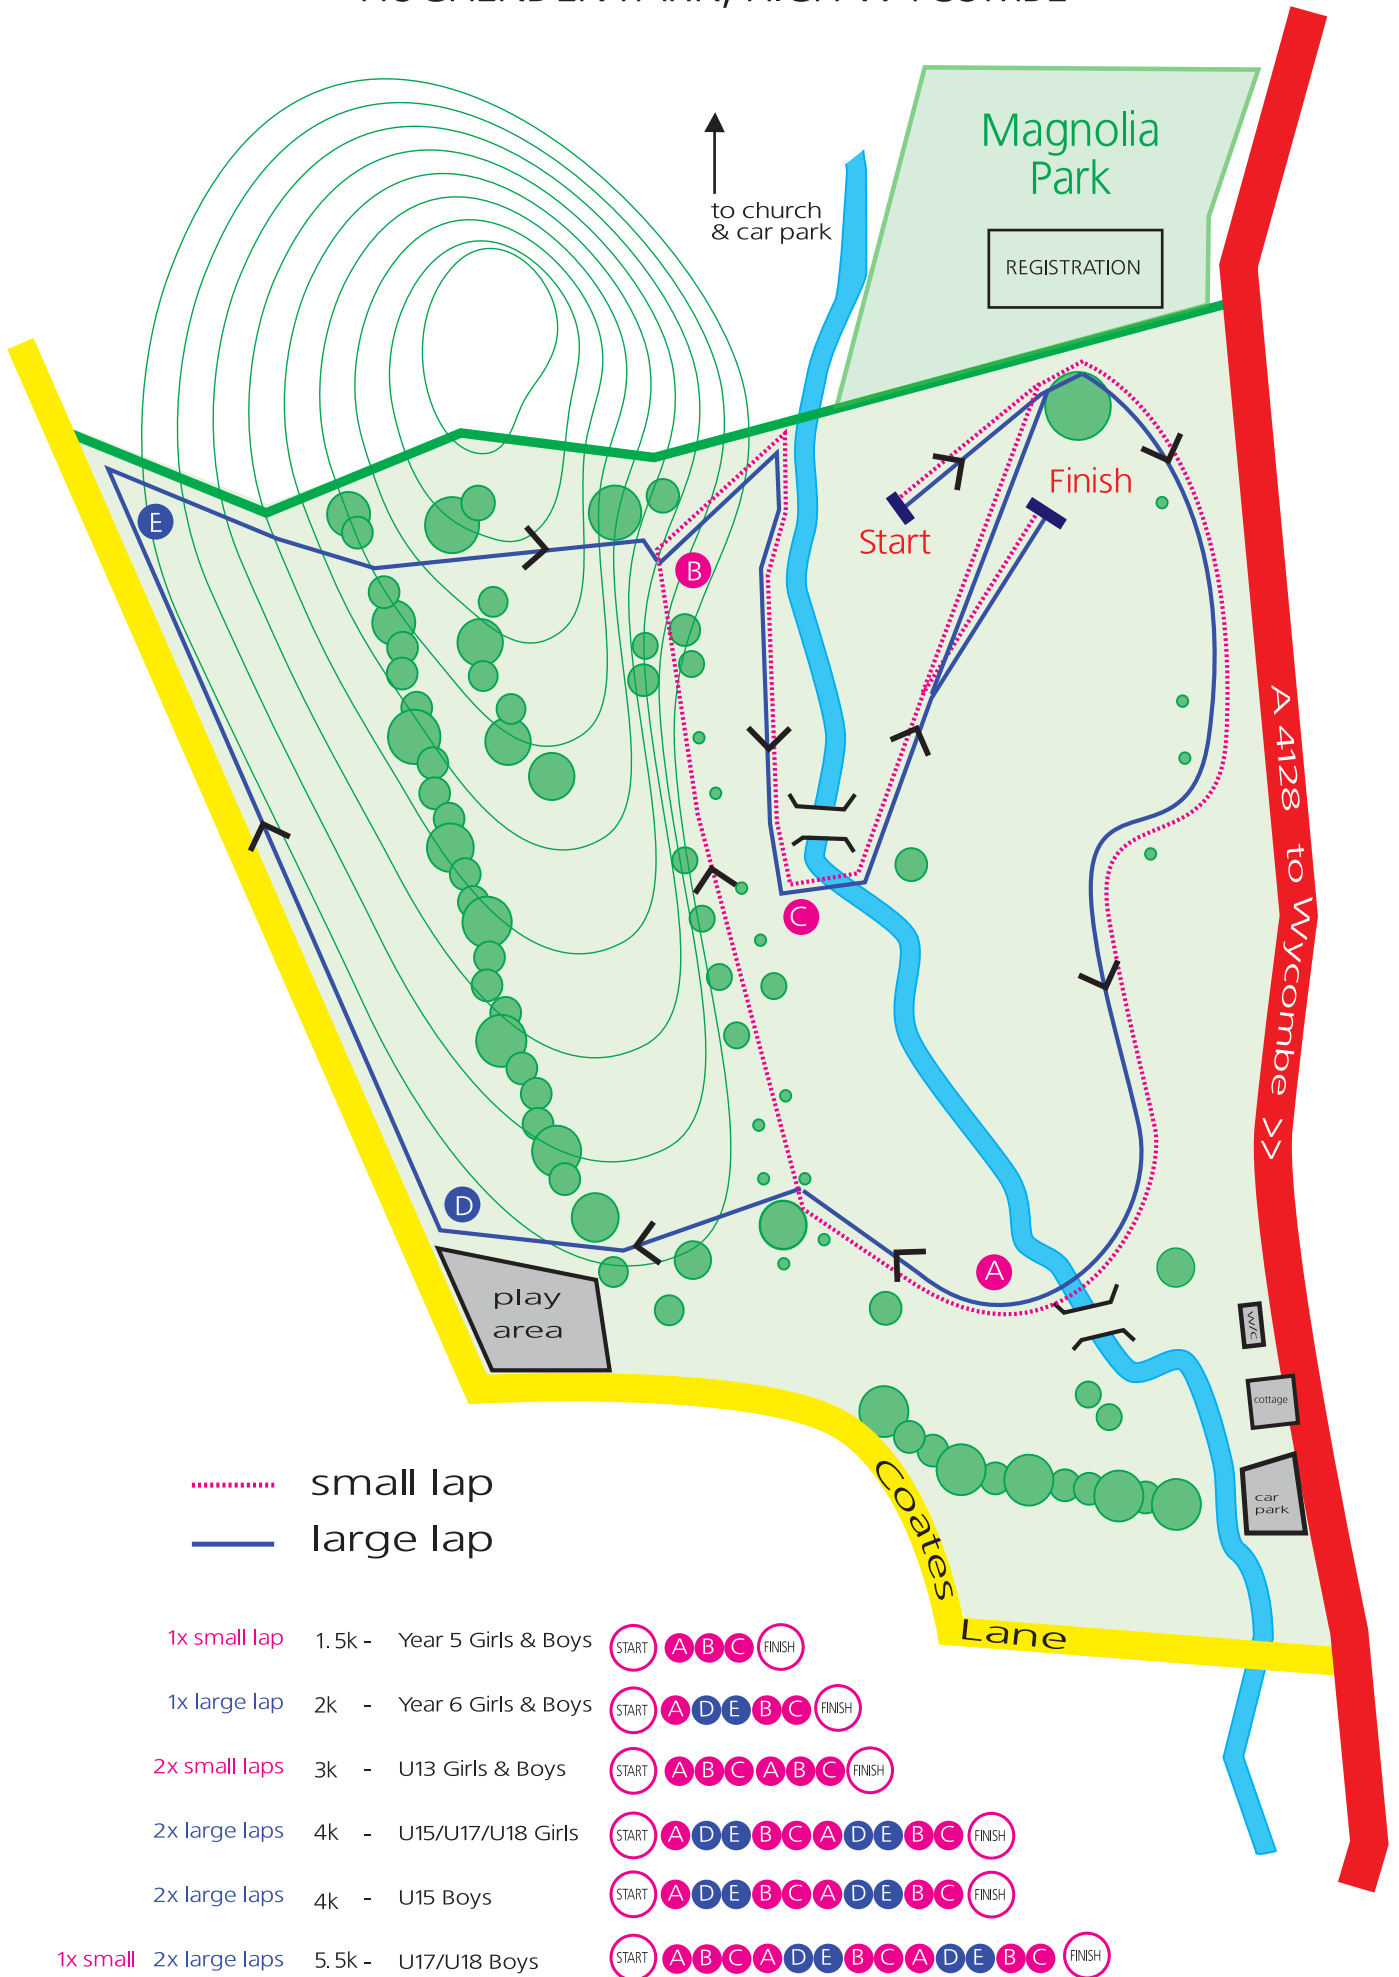 HUGHENDEN PARK, HIGH WYCOMBE
Magnolia
Park
to church
& car park
REGISTRATION
E
Finish
Start
B
A 4128 to Wycombe >>
C
D
A
play
area
w/c
cottage
car
park
Coates
Lane
small lap
large lap
1x small lap 1.5k - Year 5 Girls & Boys START A B C FINISH
1x large lap 2k - Year 6 Girls & Boys START A D E B C FINISH
2x small laps 3k - U13 Girls & Boys START A B C A B C FINISH
2x large laps 4k - U15/U17/U18 Girls START A D E B C A D E B C FINISH
2x large laps 4k - U15 Boys START A D E B C A D E B C FINISH
1x small 2x large laps 5.5k - U17/U18 Boys START A B C A D E B C A D E B C FINISH